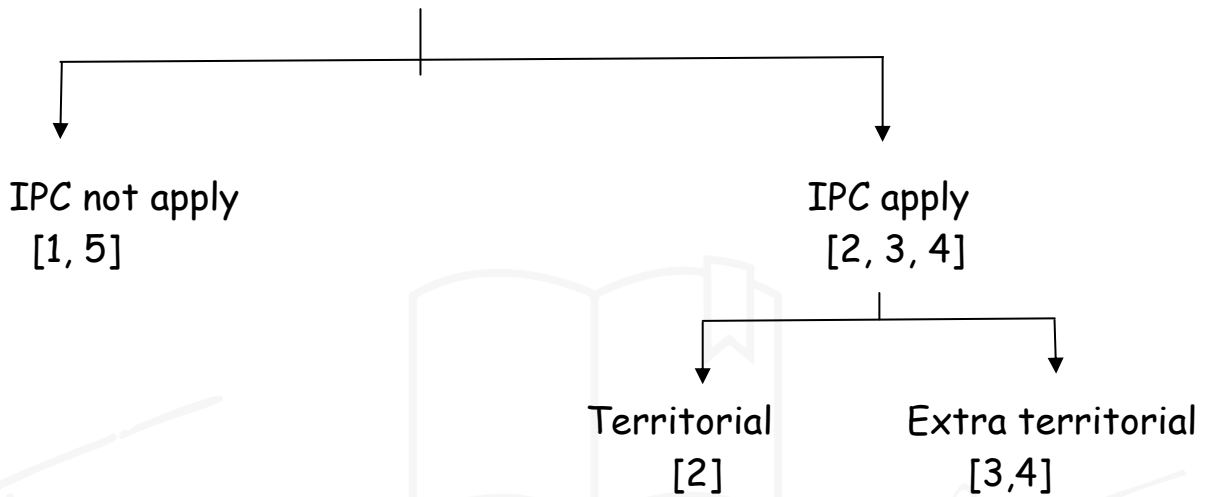 IPC not apply
[1, 5]
IPC apply
[2, 3, 4]
Territorial
[2]
Extra territorial
[3,4]